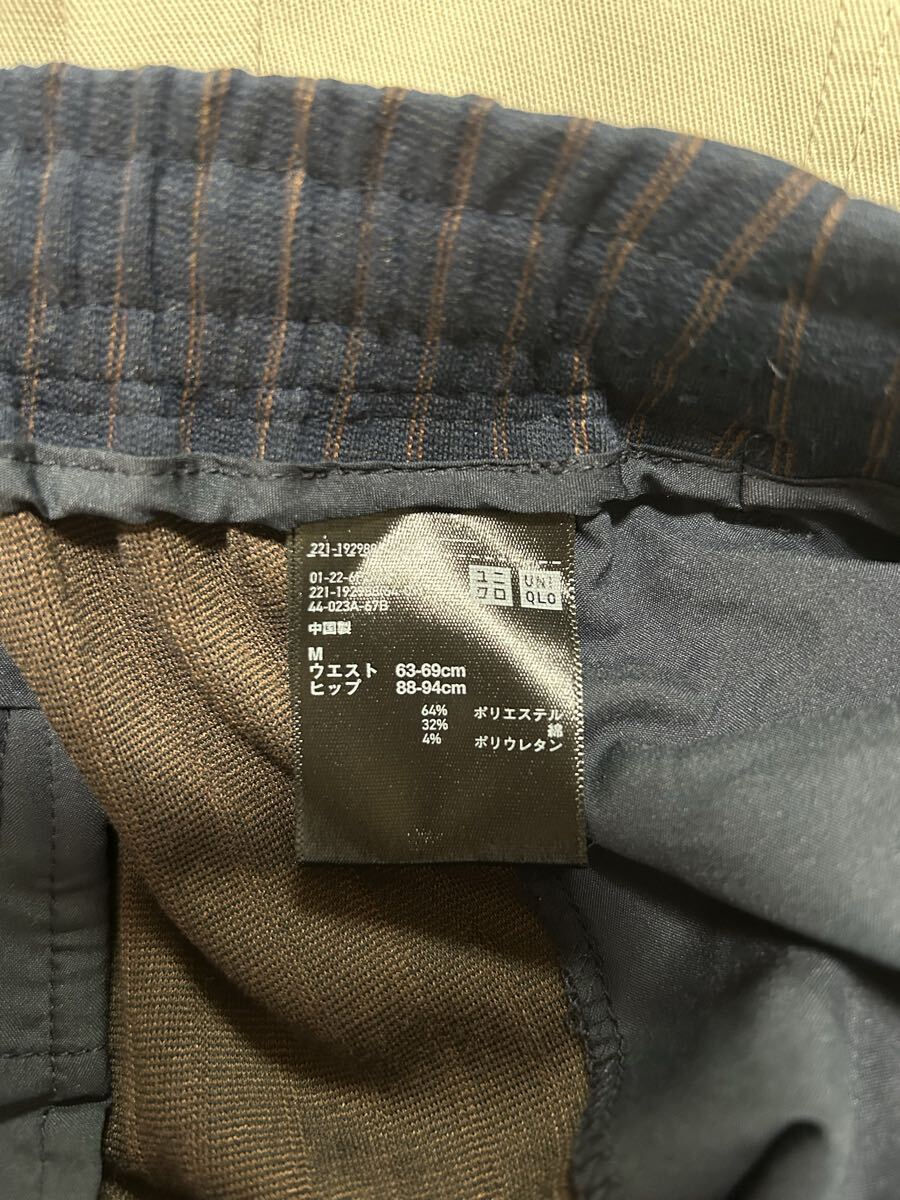 ユニ
クロ
UNI
QLO
44-023A-67B
中国製
M
ウエスト 63-69cm
ヒップ 88-94cm
64% ポリエステル
32% 綿
4% ポリウレタン